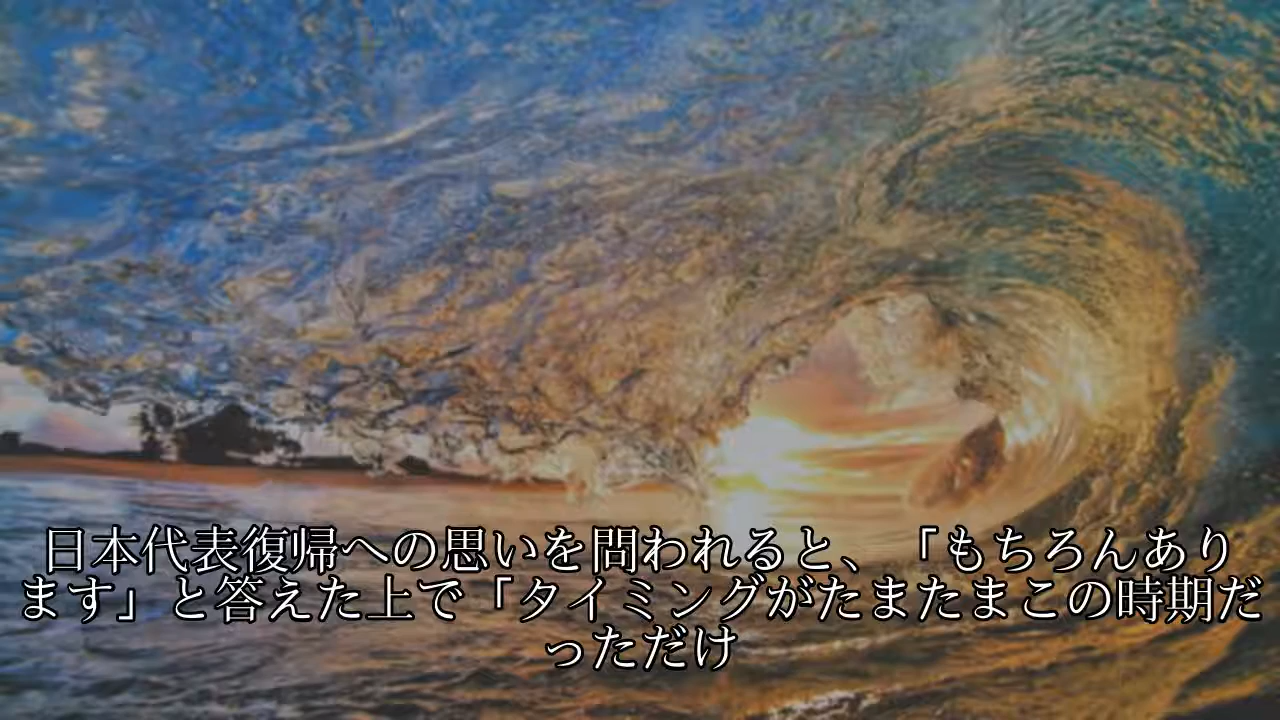 日本代表復帰への思いを問われると、「もちろんあり
ます」と答えた上で「タイミングがたまたまこの時期だ
っただけ